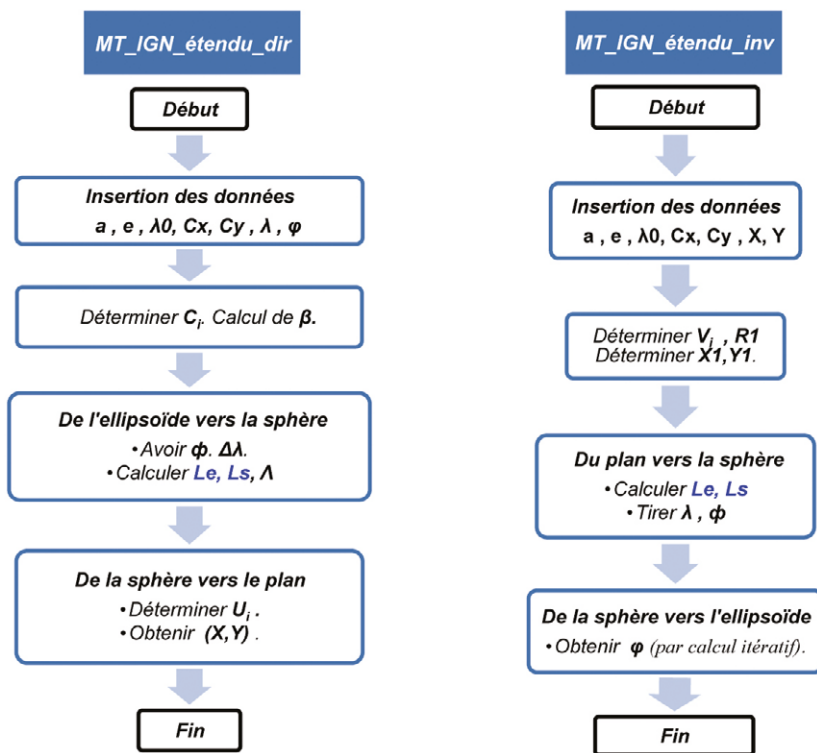 MT_IGN_étendu_dir
Début
Insertion des données
a , e , λ0, Cx, Cy , λ, φ
Déterminer Ci. Calcul de β.
De l'ellipsoïde vers la sphère
•Avoir ф. Δλ.
•Calculer Le, Ls, Λ
De la sphère vers le plan
•Déterminer Ui .
•Obtenir (X,Y) .
Fin
MT_IGN_étendu_inv
Début
Insertion des données
a , e , λ0, Cx, Cy , X, Y
Déterminer Vi , R1
Déterminer X1,Y1.
Du plan vers la sphère
•Calculer Le, Ls
•Tirer λ , ф
De la sphère vers l'ellipsoïde
•Obtenir φ (par calcul itératif).
Fin